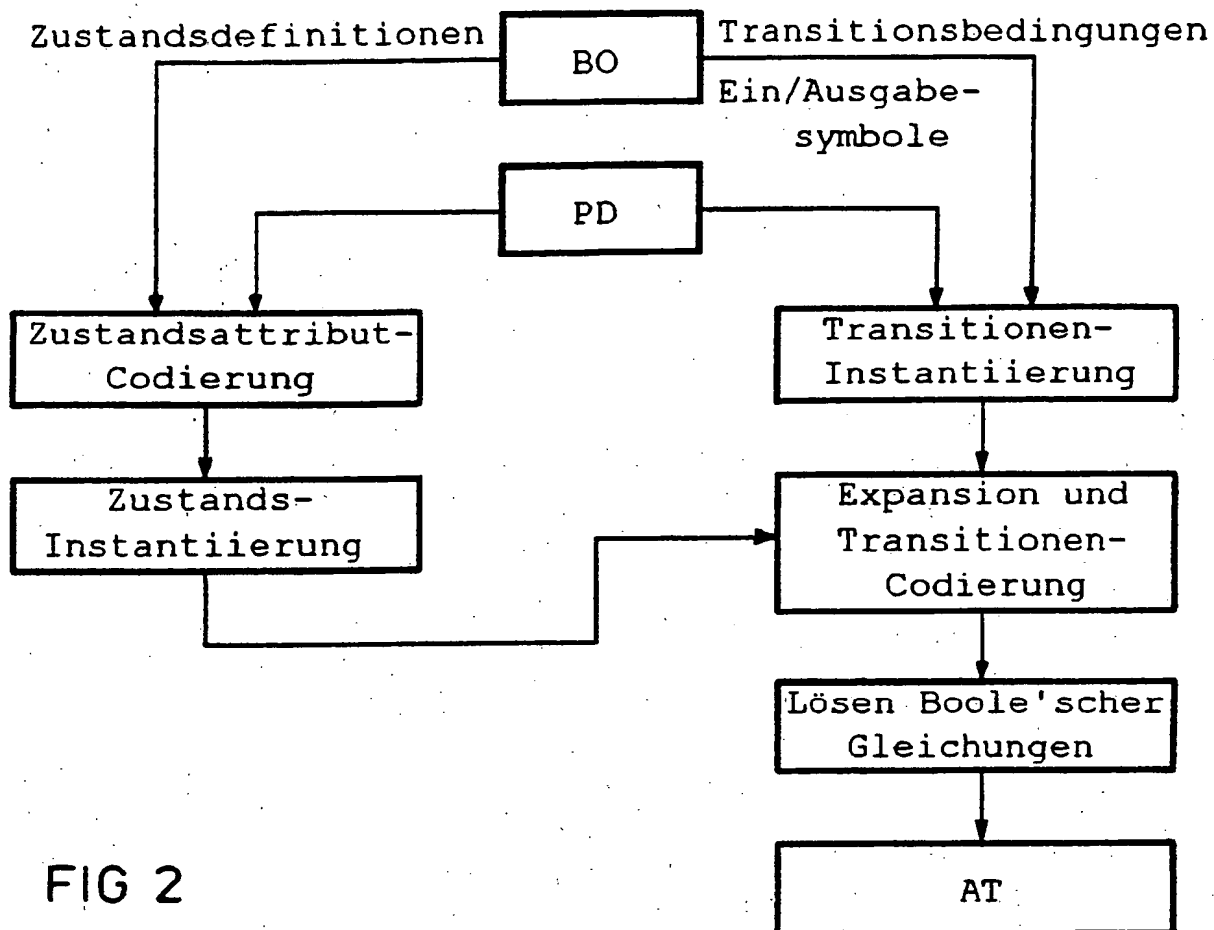 Zustandsdefinitionen
BO
Transitionsbedingungen
Ein/Ausgabe-
symbole
PD
Zustandsattribut-
Codierung
Transitionen-
Instantiierung
Zustands-
Instantiierung
Expansion und
Transitionen-
Codierung
Lösen Boole'scher
Gleichungen
AT
FIG 2